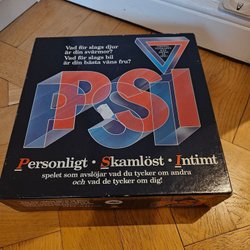 Vad för slags djur
är din svärmor?
Vad för slags bil
är din bästa väns fru?
PSI
Personligt · Skamlöst · Intimt
spelet som avslöjar vad du tycker om andra
och vad de tycker om dig!